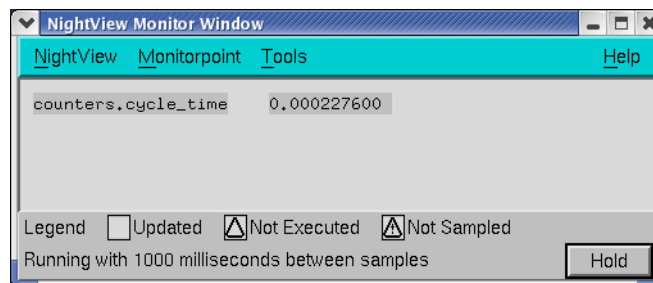 NightView Monitor Window
NightView Monitorpoint Tools Help
counters.cycle_time 0.000227600
Legend Updated Not Executed Not Sampled
Running with 1000 milliseconds between samples Hold